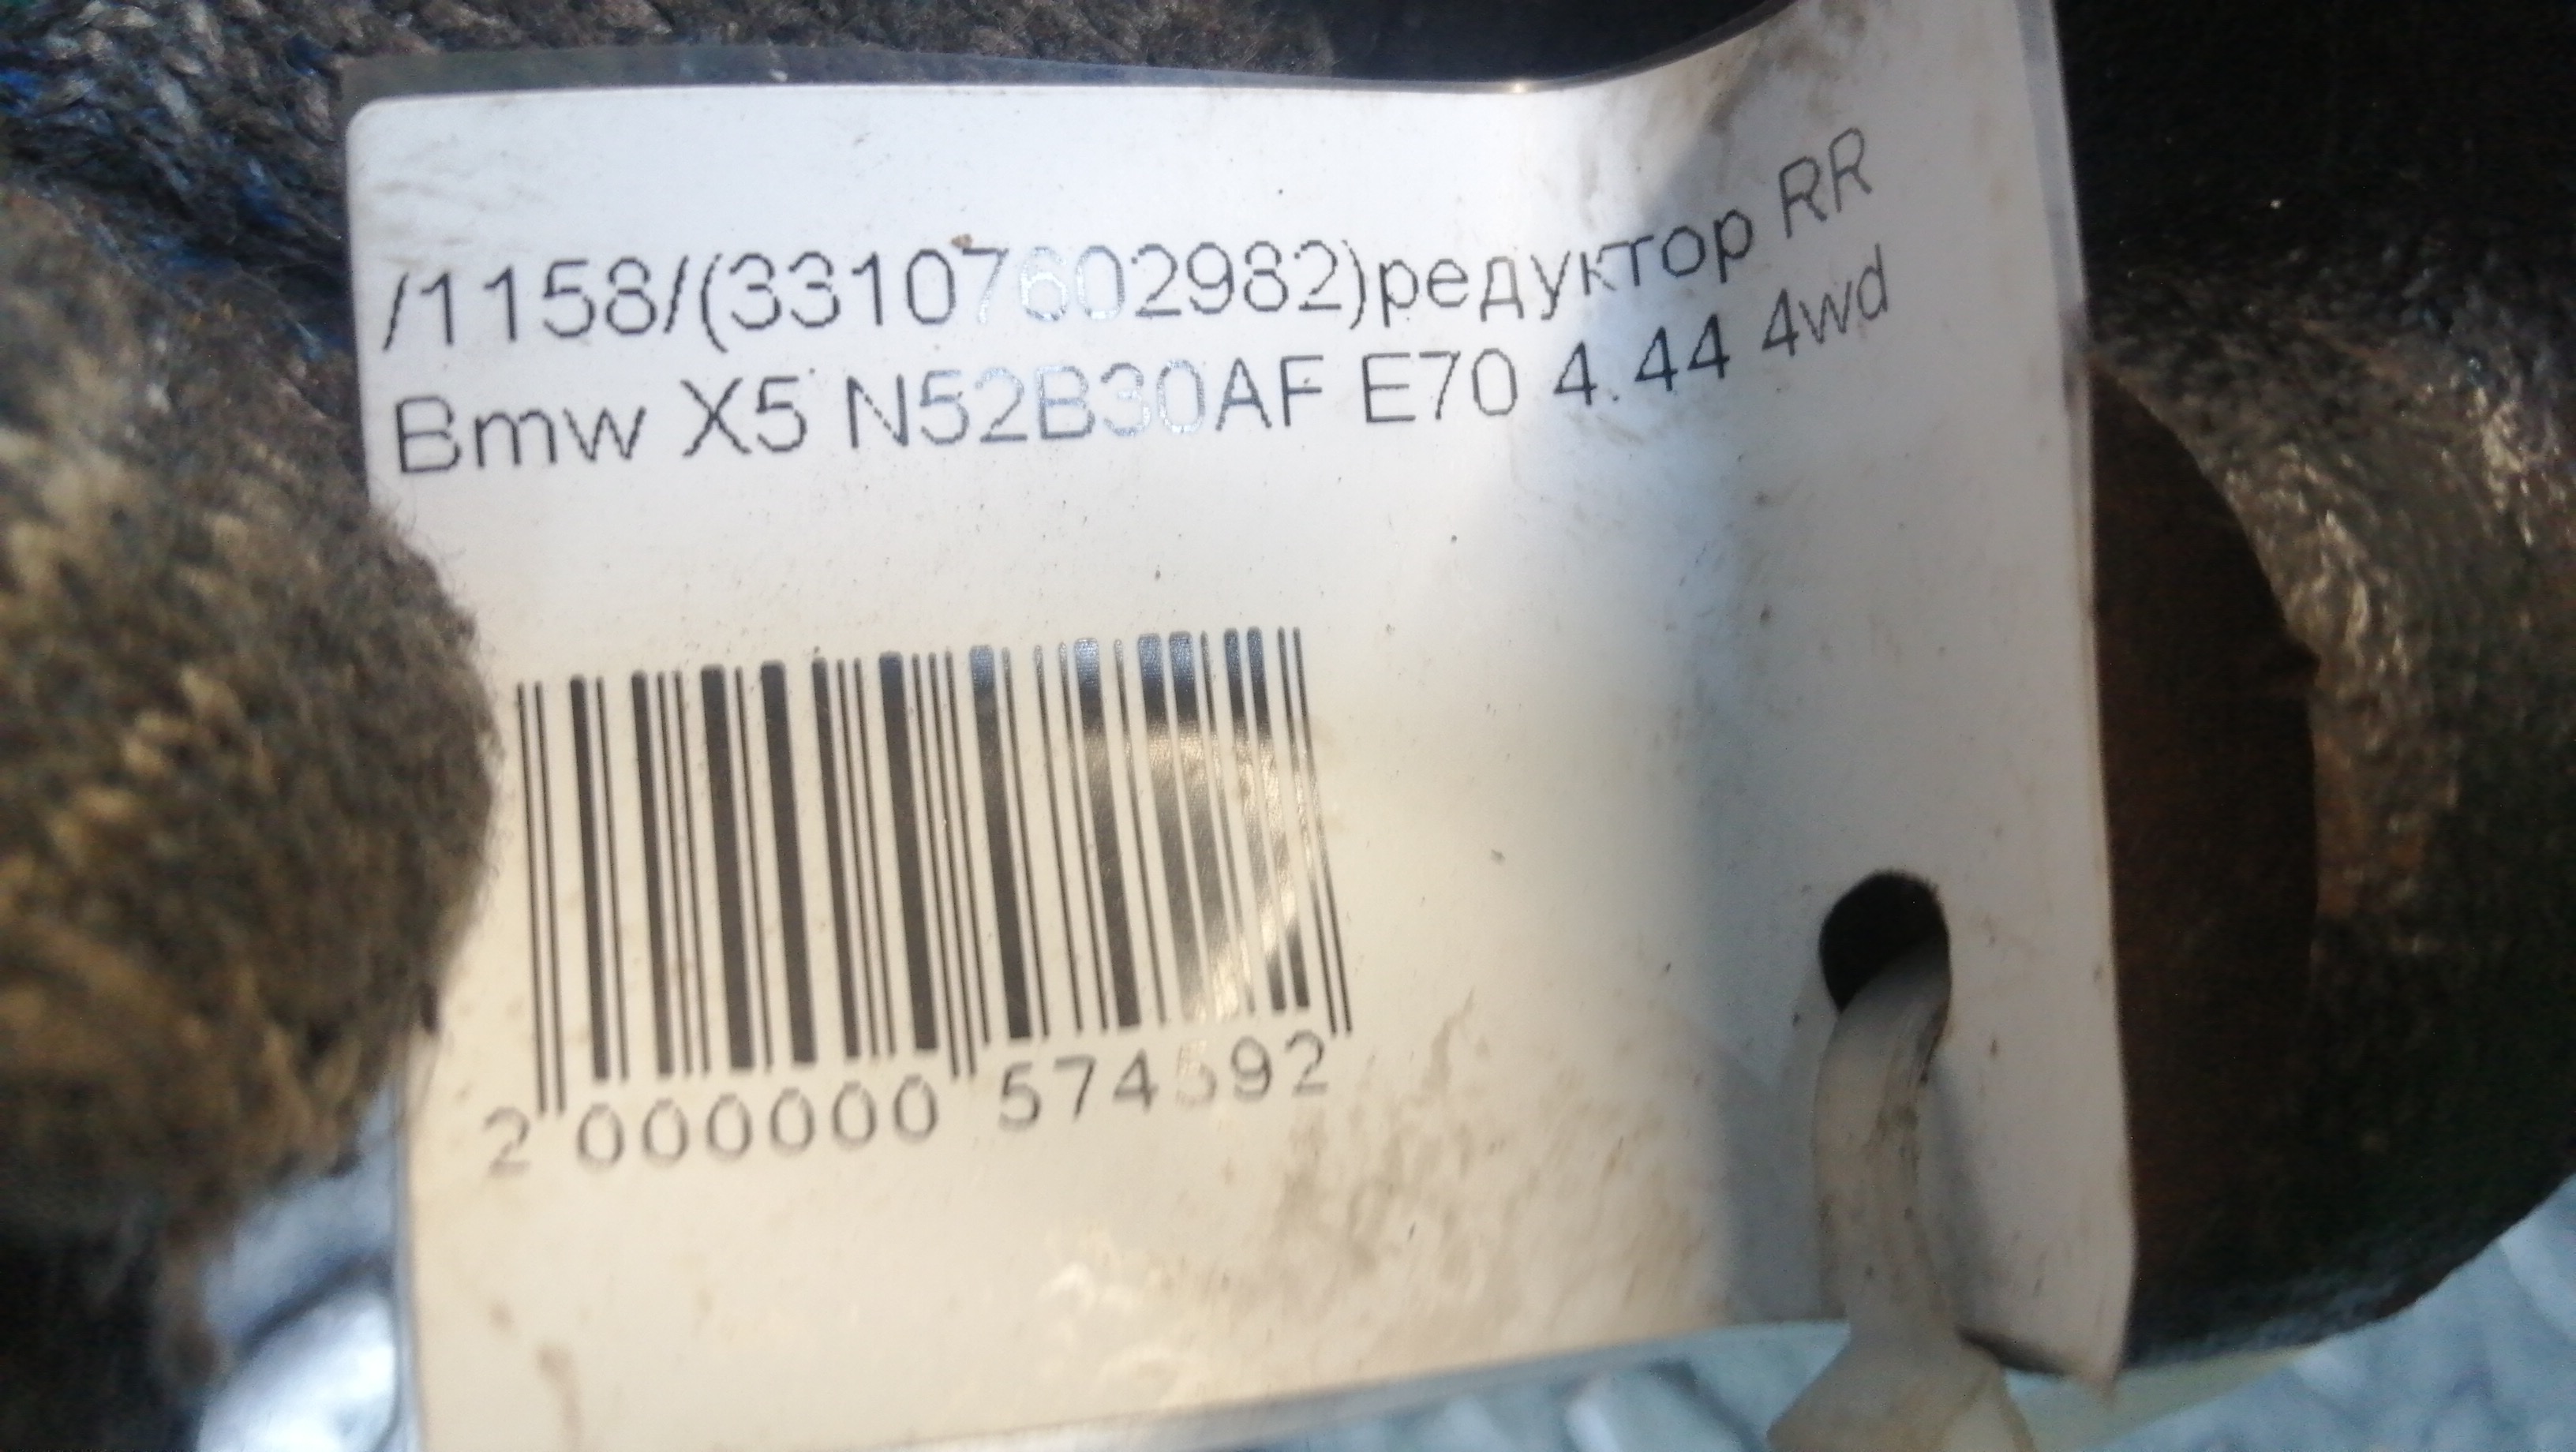 /1158/(33107602982)редуктор RR
Bmw X5 N52B30AF E70 4.44 4wd
2 000000 574592